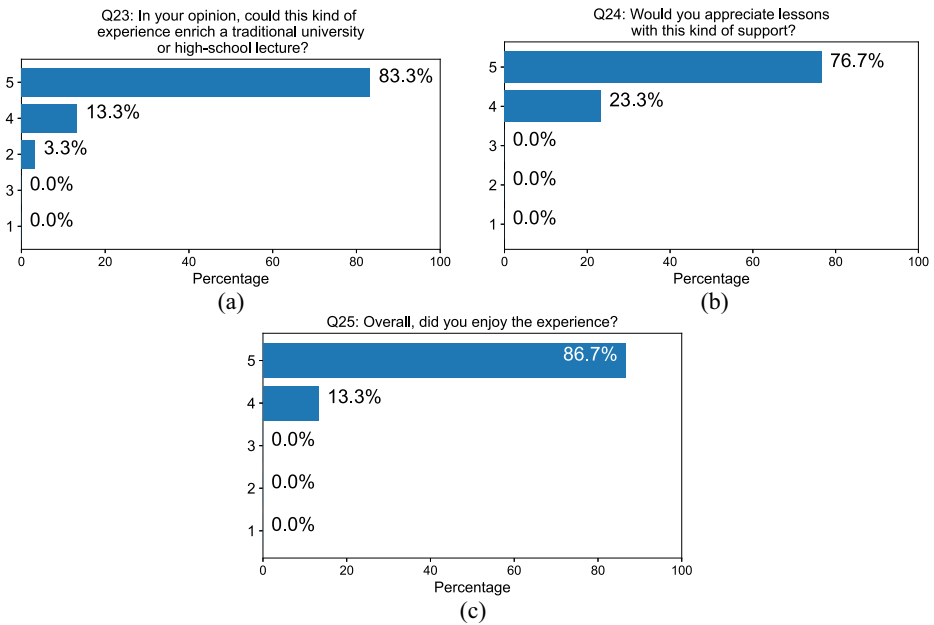 Q23: In your opinion, could this kind of
experience enrich a traditional university
or high-school lecture?
5
83.3%
4
13.3%
2
3.3%
3
0.0%
1
0.0%
0 20 40 60 80 100
Percentage
(a)
Q24: Would you appreciate lessons
with this kind of support?
5
76.7%
4
23.3%
3
0.0%
2
0.0%
1
0.0%
0 20 40 60 80 100
Percentage
(b)
Q25: Overall, did you enjoy the experience?
5
86.7%
4
13.3%
3
0.0%
2
0.0%
1
0.0%
0 20 40 60 80 100
Percentage
(c)